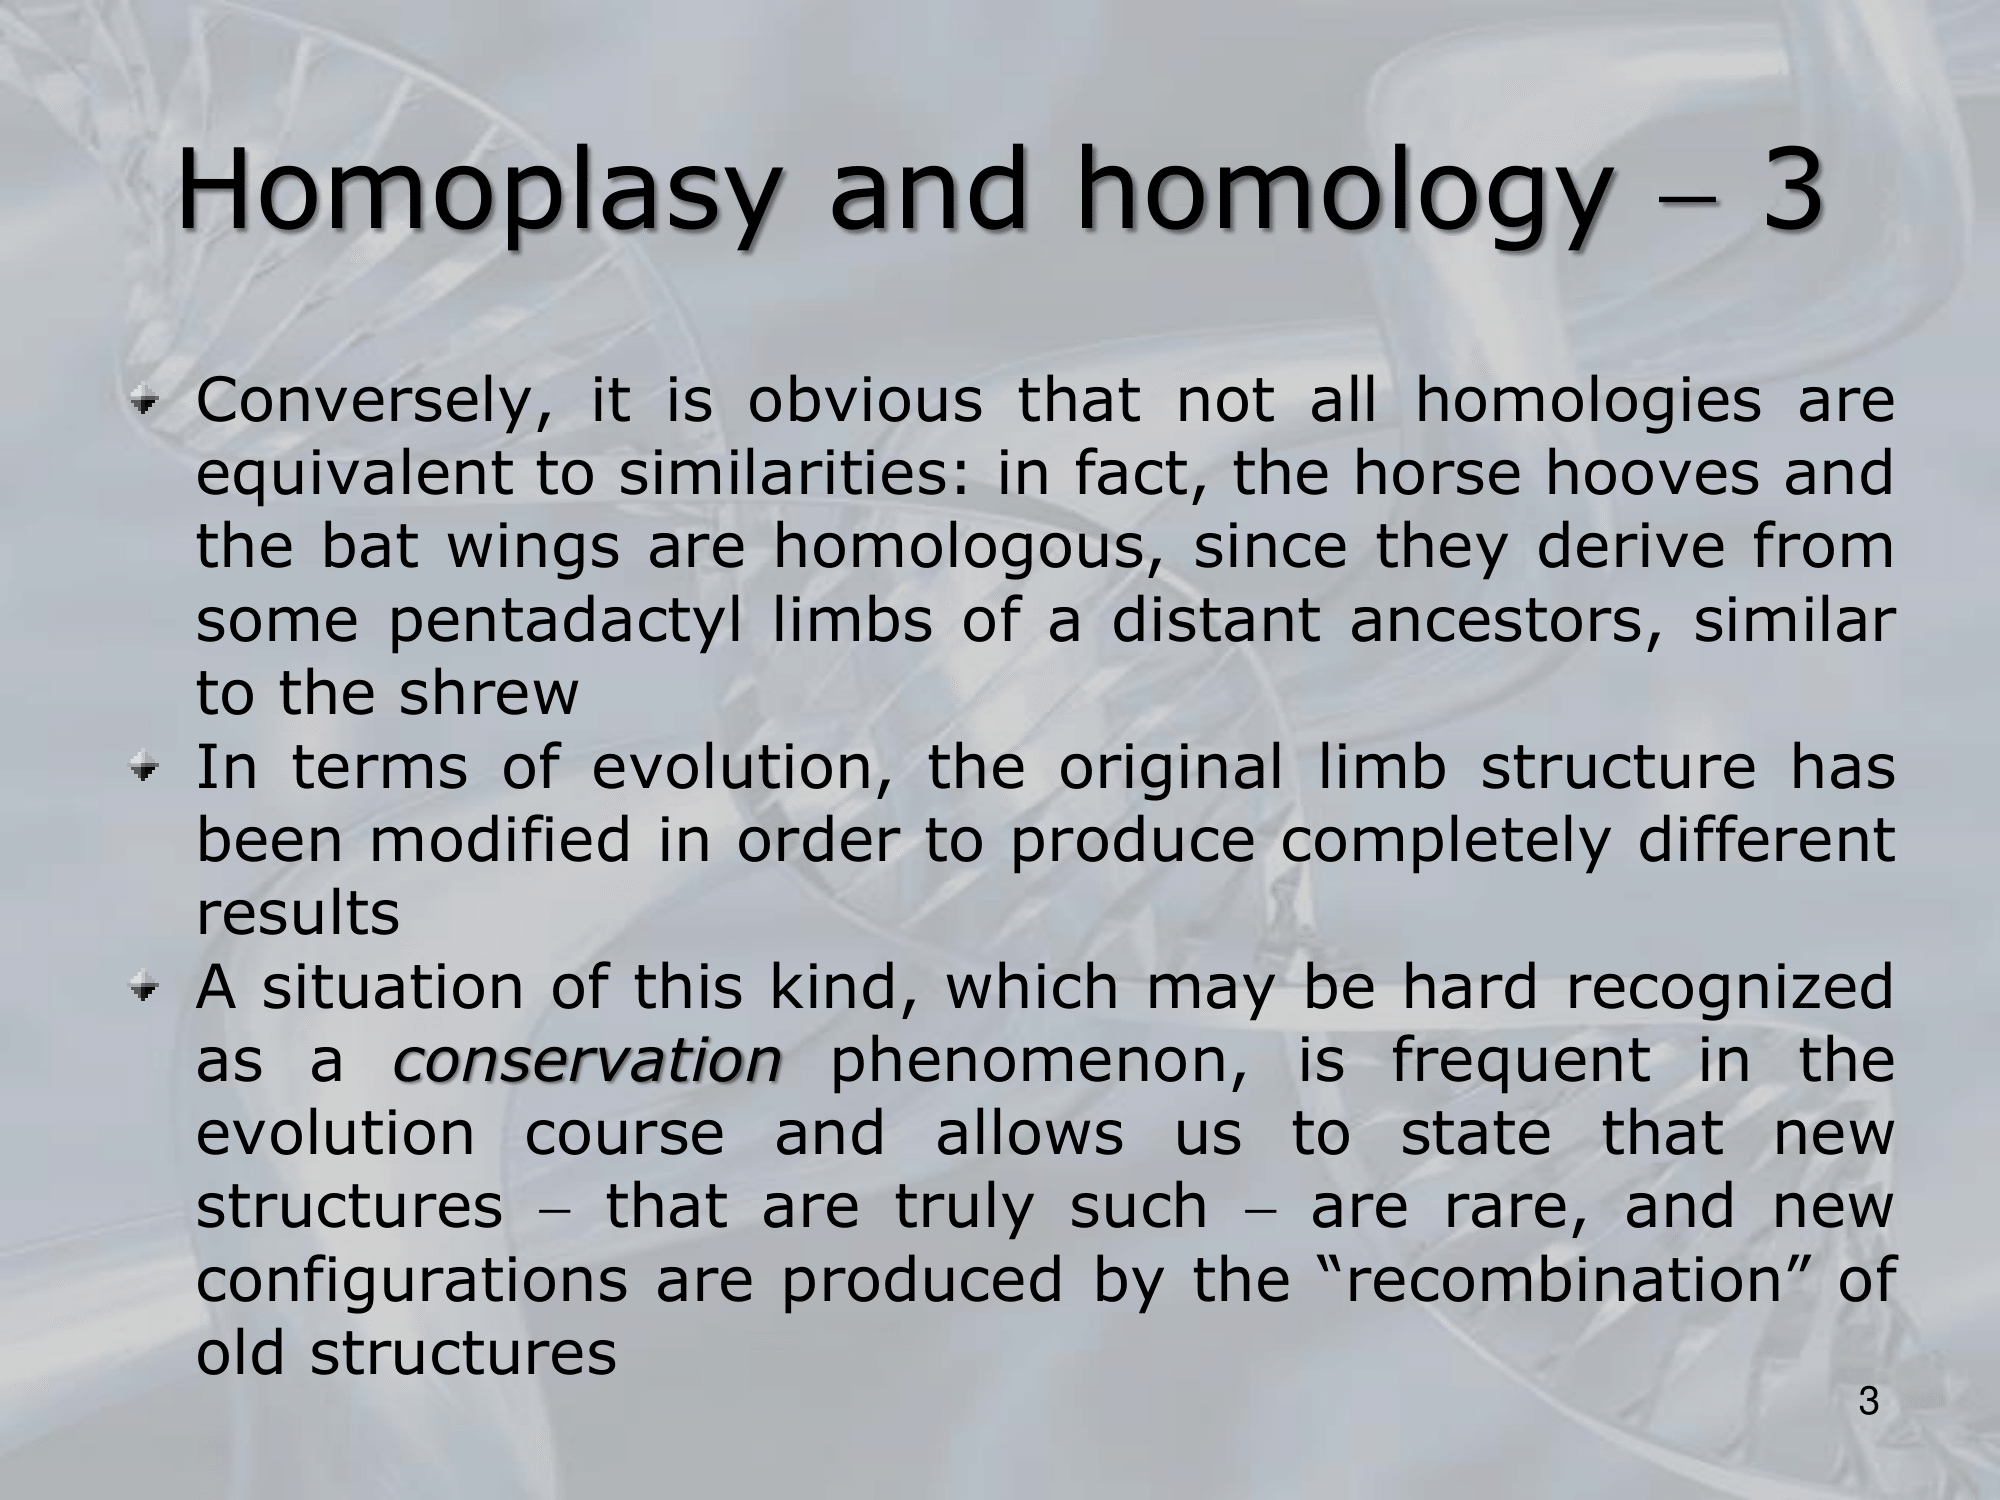 Homoplasy and homology – 3
Conversely, it is obvious that not all homologies are
equivalent to similarities: in fact, the horse hooves and
the bat wings are homologous, since they derive from
some pentadactyl limbs of a distant ancestors, similar
to the shrew
In terms of evolution, the original limb structure has
been modified in order to produce completely different
results
A situation of this kind, which may be hard recognized
as a conservation phenomenon, is frequent in the
evolution course and allows us to state that new
structures – that are truly such – are rare, and new
configurations are produced by the “recombination” of
old structures
3